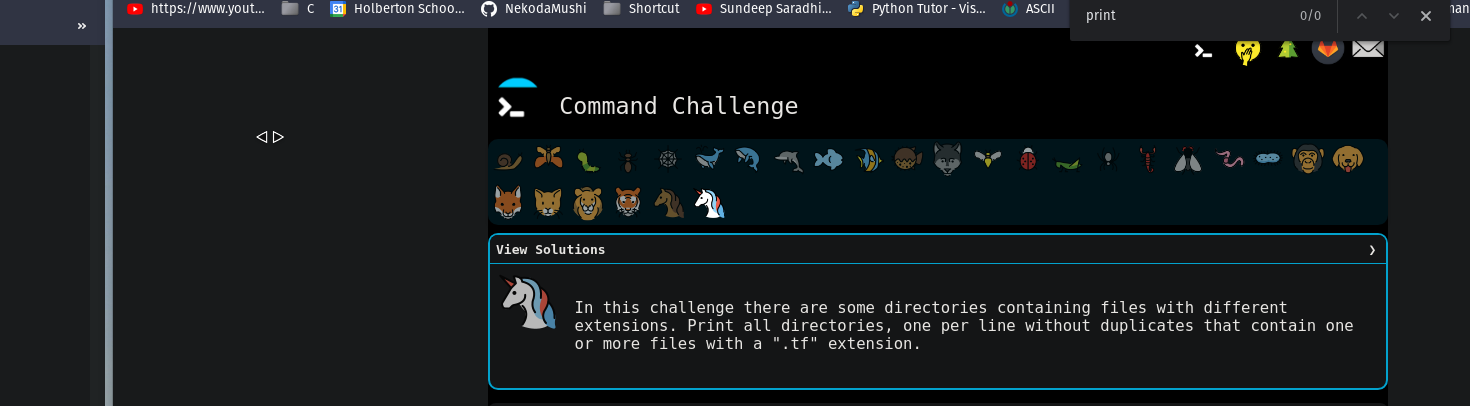 »
https://www.yout...
C
31
Holberton Schoo...
NekodaMushi
Shortcut
Sundeep Saradhi...
Python Tutor - Vis...
ASCII
print
0/0
man
Command Challenge
View Solutions
❯
In this challenge there are some directories containing files with different
extensions. Print all directories, one per line without duplicates that contain one
or more files with a ".tf" extension.